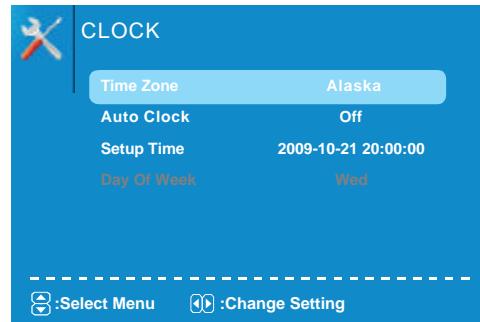 CLOCK
Time Zone Alaska
Auto Clock Off
Setup Time 2009-10-21 20:00:00
Day Of Week Wed
:Select Menu :Change Setting